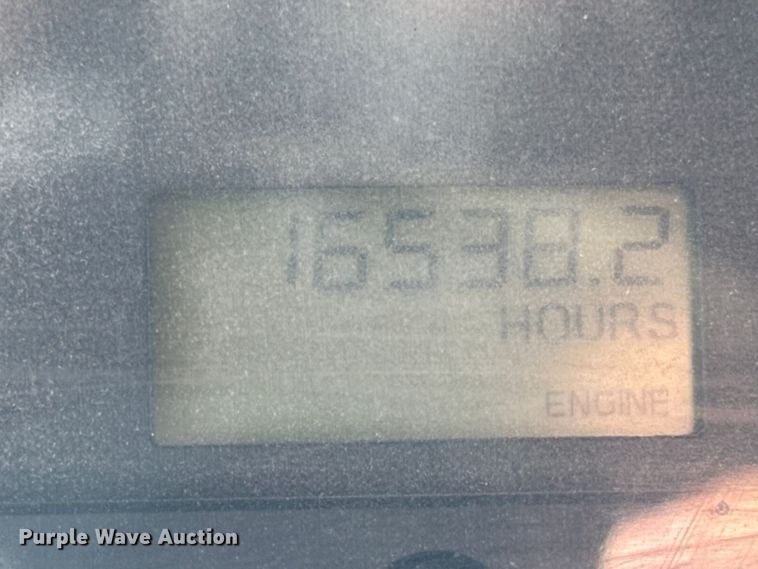 16538.2
HOURS
ENGINE
Purple Wave Auction